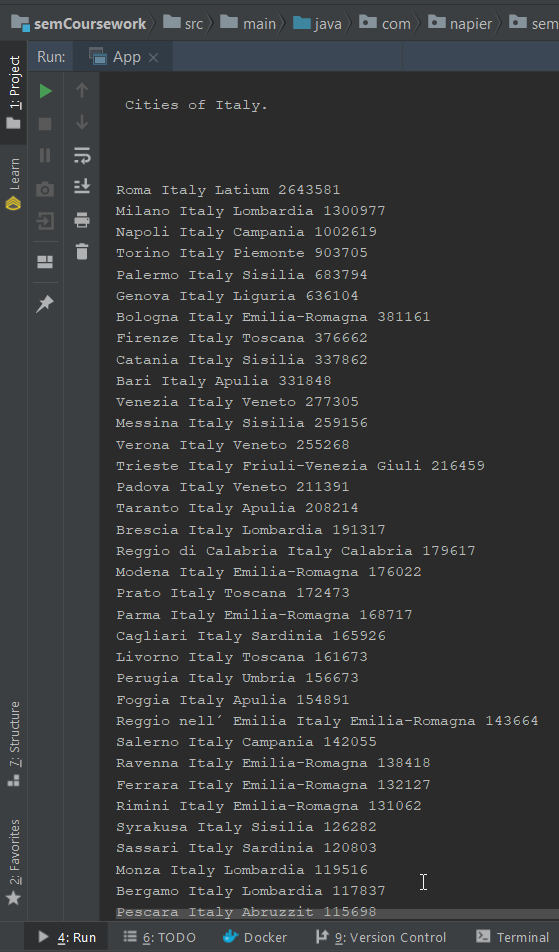 semCoursework src main java com napier sem
Run: App
1: Project
Learn
7: Structure
2: Favorites
Cities of Italy.
Roma Italy Latium 2643581
Milano Italy Lombardia 1300977
Napoli Italy Campania 1002619
Torino Italy Piemonte 903705
Palermo Italy Sisilia 683794
Genova Italy Liguria 636104
Bologna Italy Emilia-Romagna 381161
Firenze Italy Toscana 376662
Catania Italy Sisilia 337862
Bari Italy Apulia 331848
Venezia Italy Veneto 277305
Messina Italy Sisilia 259156
Verona Italy Veneto 255268
Trieste Italy Friuli-Venezia Giuli 216459
Padova Italy Veneto 211391
Taranto Italy Apulia 208214
Brescia Italy Lombardia 191317
Reggio di Calabria Italy Calabria 179617
Modena Italy Emilia-Romagna 176022
Prato Italy Toscana 172473
Parma Italy Emilia-Romagna 168717
Cagliari Italy Sardinia 165926
Livorno Italy Toscana 161673
Perugia Italy Umbria 156673
Foggia Italy Apulia 154891
Reggio nell´ Emilia Italy Emilia-Romagna 143664
Salerno Italy Campania 142055
Ravenna Italy Emilia-Romagna 138418
Ferrara Italy Emilia-Romagna 132127
Rimini Italy Emilia-Romagna 131062
Syrakusa Italy Sisilia 126282
Sassari Italy Sardinia 120803
Monza Italy Lombardia 119516
Bergamo Italy Lombardia 117837
Pescara Italy Abruzzit 115698
4: Run 6: TODO Docker 9: Version Control Terminal